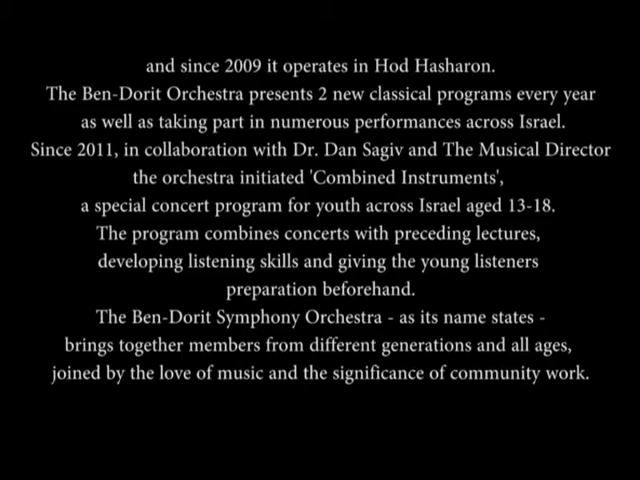 and since 2009 it operates in Hod Hasharon.
The Ben-Dorit Orchestra presents 2 new classical programs every year
as well as taking part in numerous performances across Israel.
Since 2011, in collaboration with Dr. Dan Sagiv and The Musical Director
the orchestra initiated 'Combined Instruments',
a special concert program for youth across Israel aged 13-18.
The program combines concerts with preceding lectures,
developing listening skills and giving the young listeners
preparation beforehand.
The Ben-Dorit Symphony Orchestra - as its name states -
brings together members from different generations and all ages,
joined by the love of music and the significance of community work.